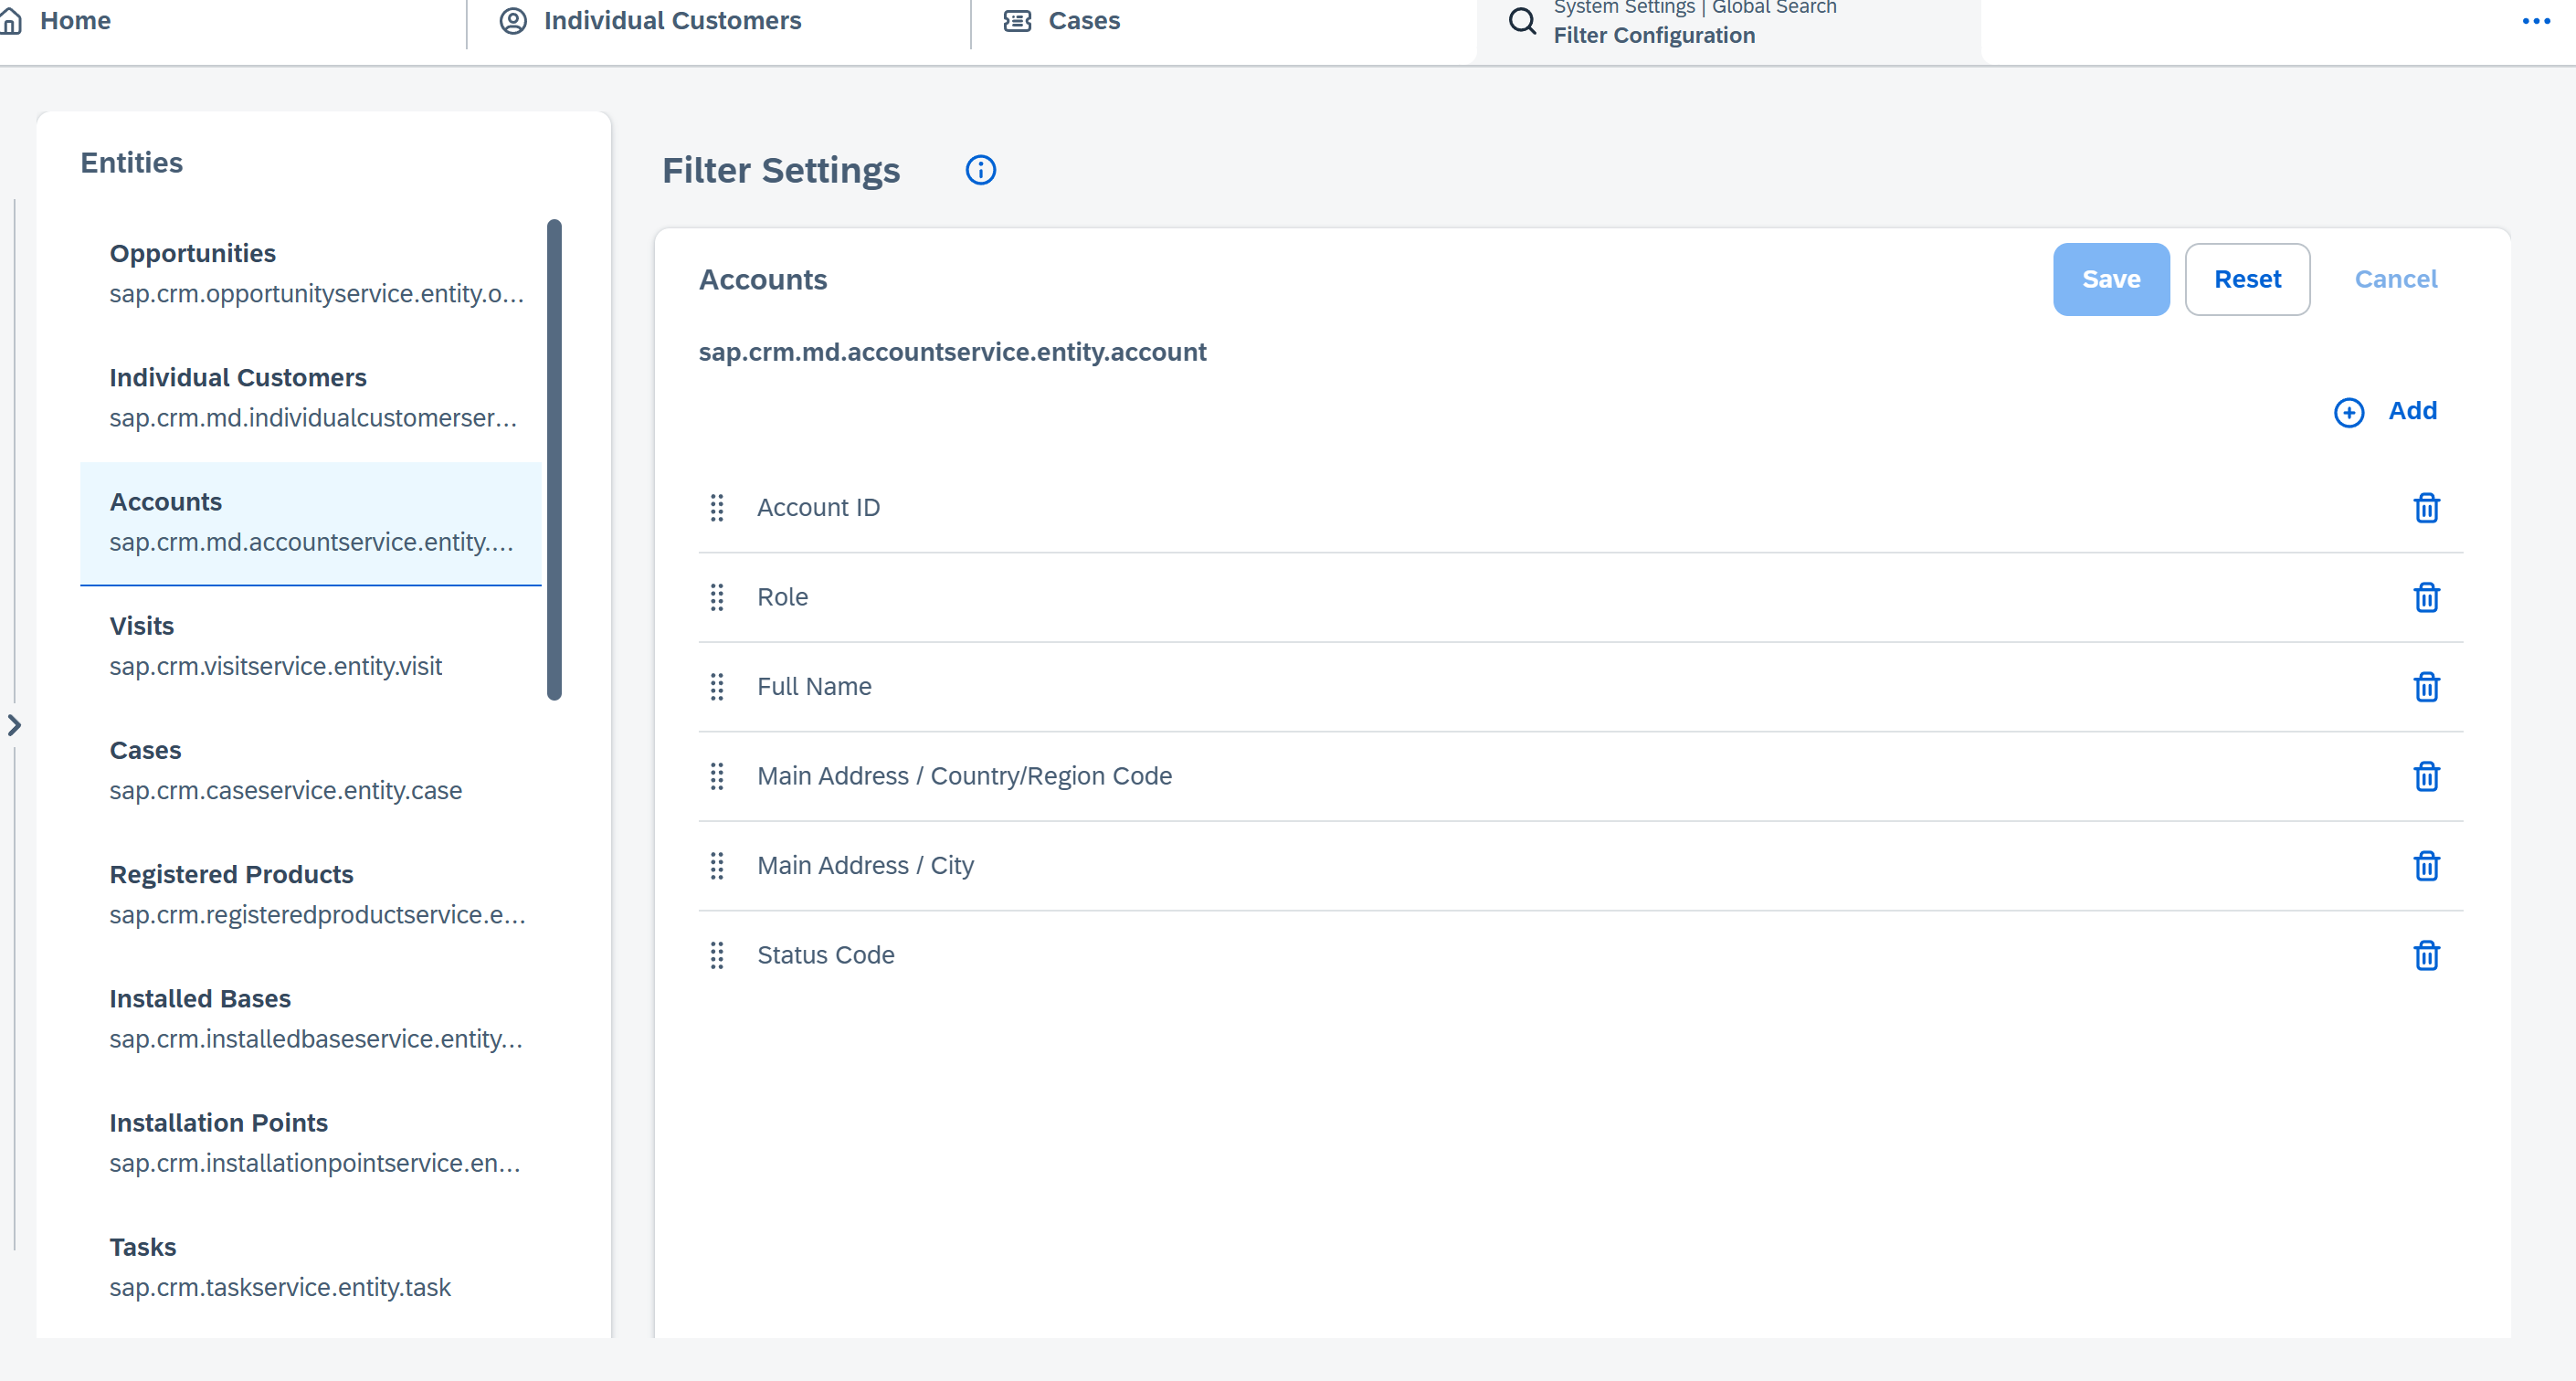 Home
Individual Customers
Cases
System Settings | Global Search
Filter Configuration
Entities
Opportunities
sap.crm.opportunityservice.entity.o...
Individual Customers
sap.crm.md.individualcustomerser...
Accounts
sap.crm.md.accountservice.entity....
Visits
sap.crm.visitservice.entity.visit
Cases
sap.crm.caseservice.entity.case
Registered Products
sap.crm.registeredproductservice.e...
Installed Bases
sap.crm.installedbaseservice.entity...
Installation Points
sap.crm.installationpointservice.en...
Tasks
sap.crm.taskservice.entity.task
Filter Settings
Accounts
Save
Reset
Cancel
sap.crm.md.accountservice.entity.account
Add
Account ID
Role
Full Name
Main Address / Country/Region Code
Main Address / City
Status Code